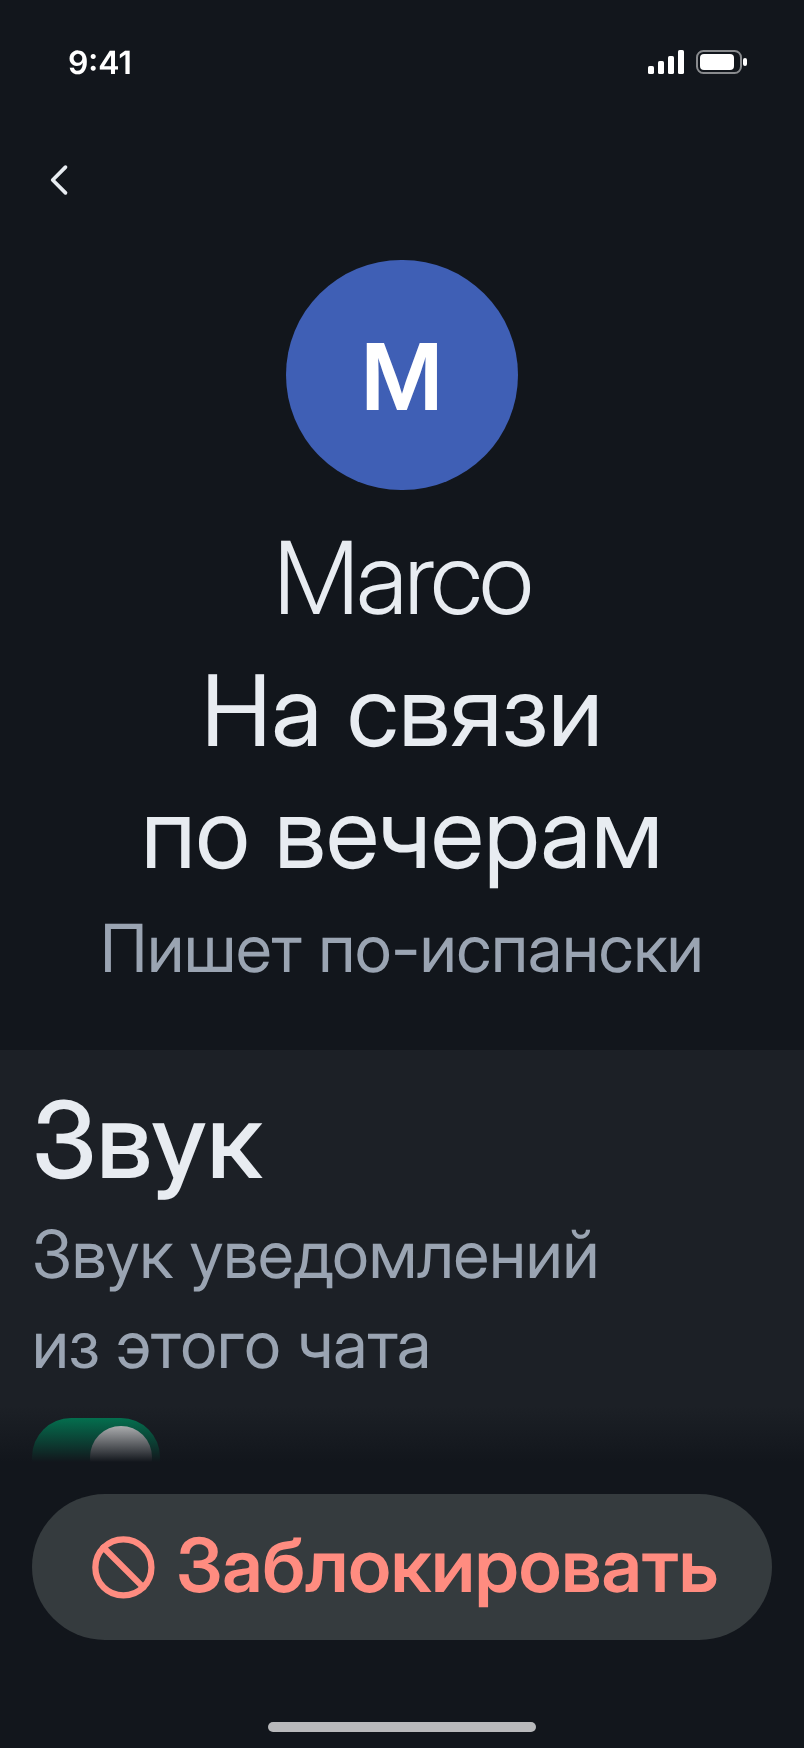 9:41
M
Marco
На связи
по вечерам
Пишет по-испански
Звук
Звук уведомлений
из этого чата
Заблокировать